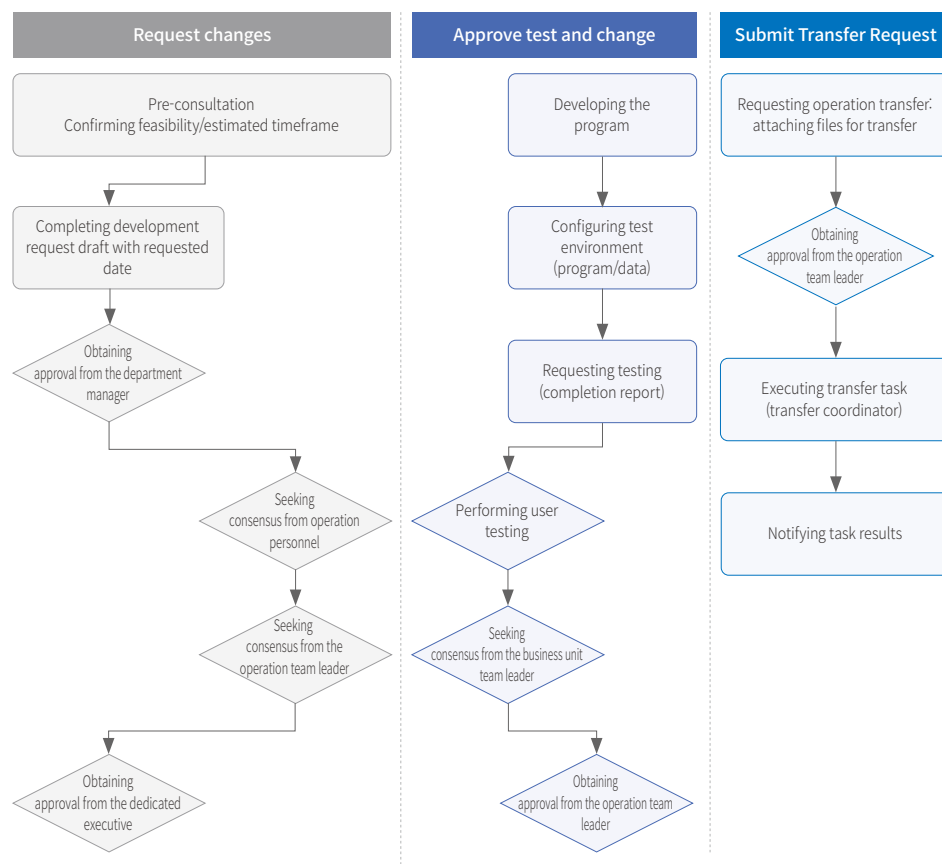 Request changes
Pre-consultation
Confirming feasibility/estimated timeframe
Completing development
request draft with requested
date
Obtaining
approval from the department
manager
Seeking
consensus from operation
personnel
Seeking
consensus from the
operation team leader
Obtaining
approval from the dedicated
executive
Approve test and change
Developing the
program
Configuring test
environment
(program/data)
Requesting testing
(completion report)
Performing user
testing
Seeking
consensus from the business unit
team leader
Obtaining
approval from the operation team
leader
Submit Transfer Request
Requesting operation transfer:
attaching files for transfer
Obtaining
approval from the operation
team leader
Executing transfer task
(transfer coordinator)
Notifying task results